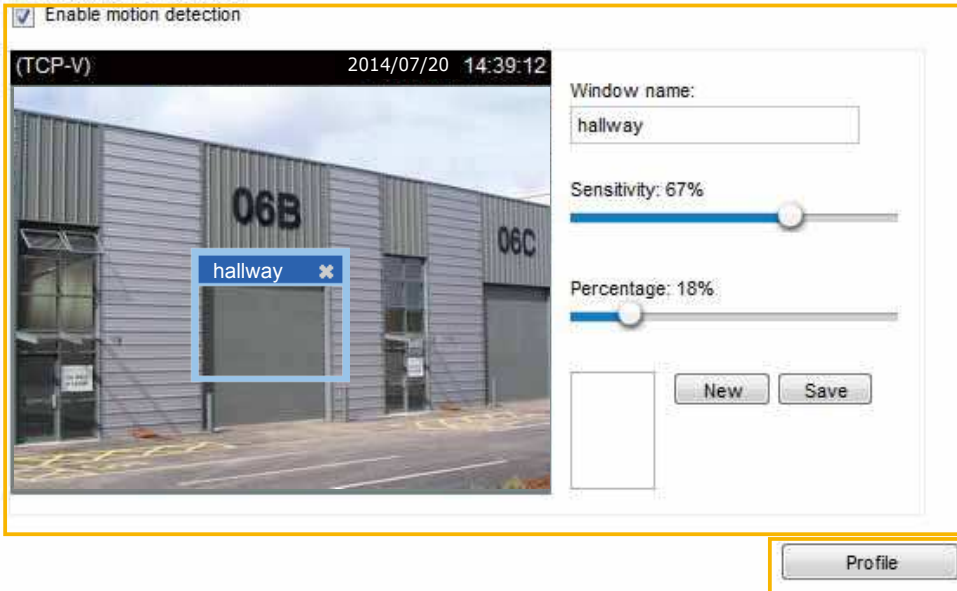 Enable motion detection
(TCP-V) 2014/07/20 14:39:12
Window name:
hallway
Sensitivity: 67%
06B
06C
hallway
Percentage: 18%
New Save
Profile